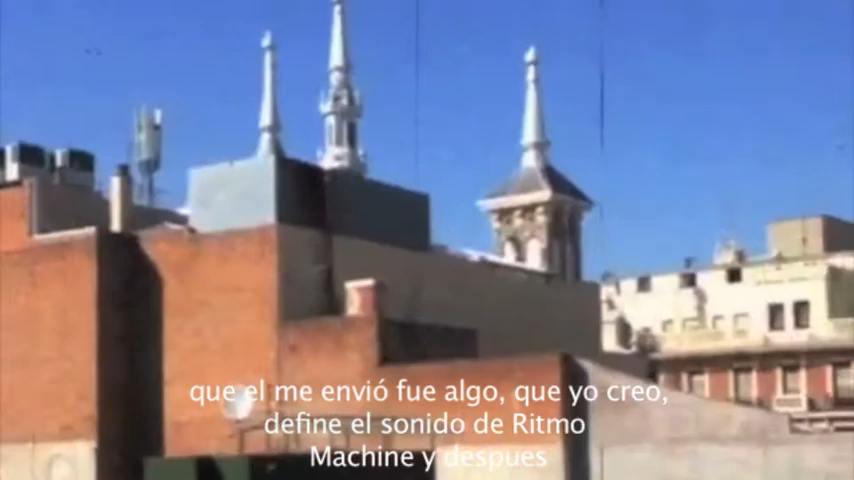 que el me envió fue algo, que yo creo,
define el sonido de Ritmo
Machine y despues